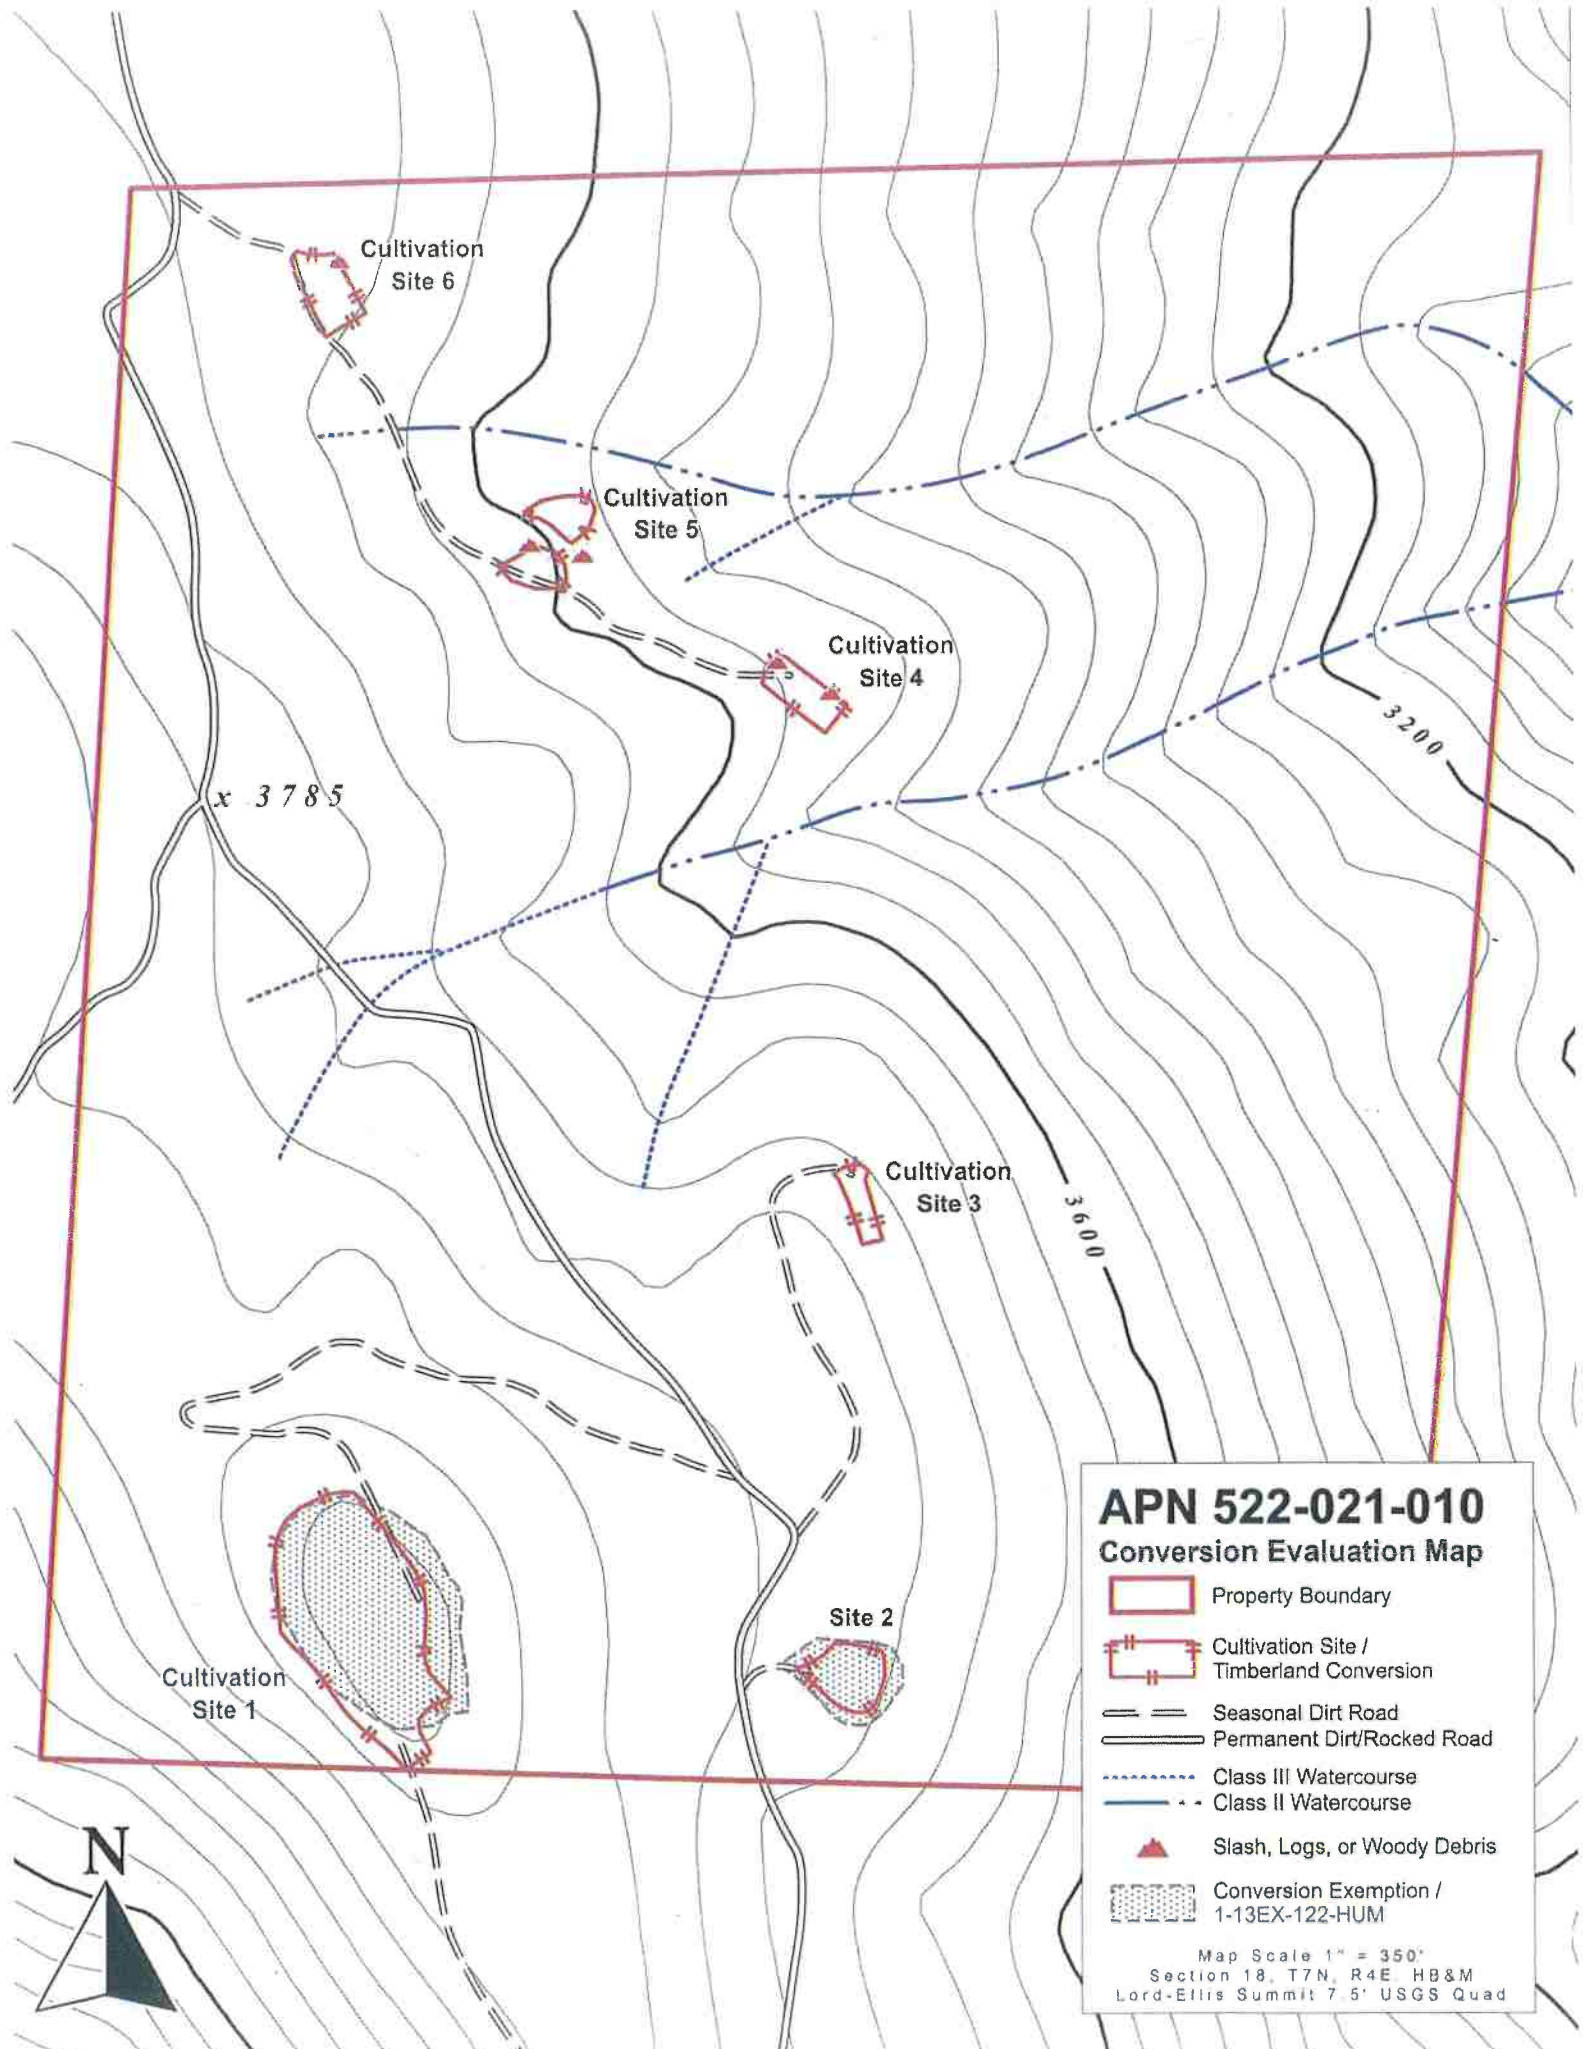 Cultivation
Site 6
Cultivation
Site 5
Cultivation
Site 4
3200
x 3785
Cultivation
Site 3
3600
Site 2
Cultivation
Site 1
N
APN 522-021-010
Conversion Evaluation Map
Property Boundary
Cultivation Site /
Timberland Conversion
Seasonal Dirt Road
Permanent Dirt/Rocked Road
Class III Watercourse
Class II Watercourse
Slash, Logs, or Woody Debris
Conversion Exemption /
1-13EX-122-HUM
Map Scale 1" = 350'
Section 18, T7N, R4E, HB&M
Lord-Ellis Summit 7.5' USGS Quad